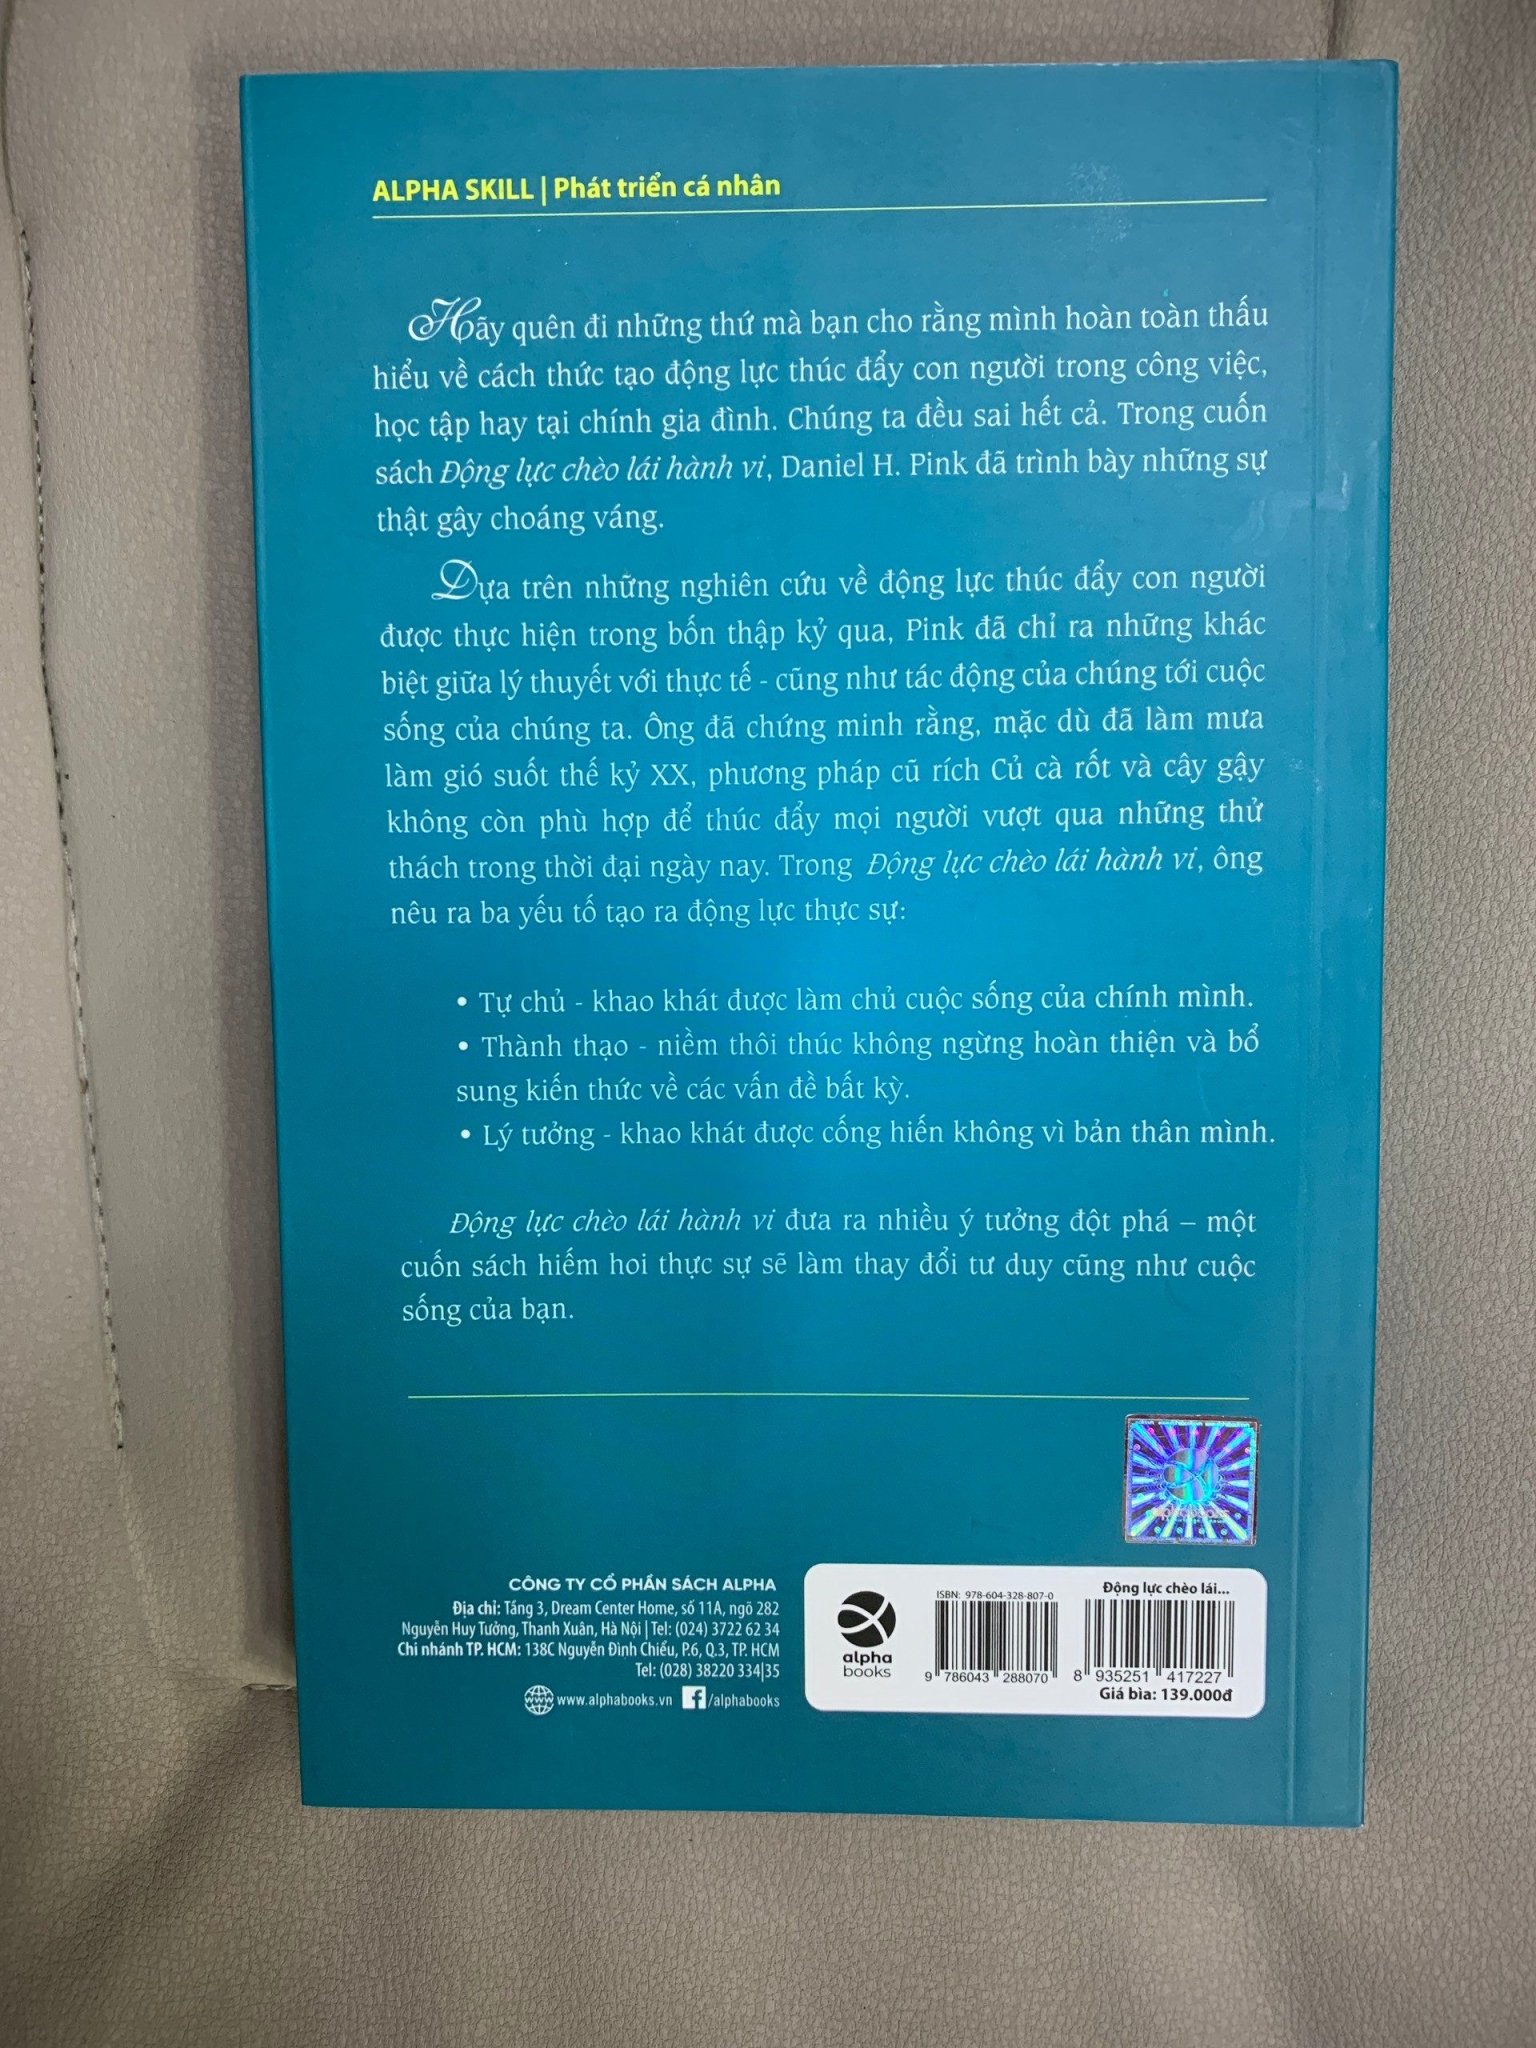 ALPHA SKILL | Phát triển cá nhân
Hãy quên đi những thứ mà bạn cho rằng mình hoàn toàn thấu
hiểu về cách thức tạo động lực thúc đẩy con người trong công việc,
học tập hay tại chính gia đình. Chúng ta đều sai hết cả. Trong cuốn
sách Động lực chèo lái hành vi, Daniel H. Pink đã trình bày những sự
thật gây choáng váng.
Dựa trên những nghiên cứu về động lực thúc đẩy con người
được thực hiện trong bốn thập kỷ qua, Pink đã chỉ ra những khác
biệt giữa lý thuyết với thực tế - cũng như tác động của chúng tới cuộc
sống của chúng ta. Ông đã chứng minh rằng, mặc dù đã làm mưa
làm gió suốt thế kỷ XX, phương pháp cũ rích Củ cà rốt và cây gậy
không còn phù hợp để thúc đẩy mọi người vượt qua những thử
thách trong thời đại ngày nay. Trong Động lực chèo lái hành vi, ông
nêu ra ba yếu tố tạo ra động lực thực sự:
• Tự chủ - khao khát được làm chủ cuộc sống của chính mình.
• Thành thạo - niềm thôi thúc không ngừng hoàn thiện và bổ
sung kiến thức về các vấn đề bất kỳ.
• Lý tưởng - khao khát được cống hiến không vì bản thân mình.
Động lực chèo lái hành vi đưa ra nhiều ý tưởng đột phá – một
cuốn sách hiếm hoi thực sự sẽ làm thay đổi tư duy cũng như cuộc
sống của bạn.
alphabooks
CÔNG TY CỔ PHẦN SÁCH ALPHA
Địa chỉ: Tầng 3, Dream Center Home, số 11A, ngõ 282
Nguyễn Huy Tưởng, Thanh Xuân, Hà Nội | Tel: (024) 3722 62 34
Chi nhánh TP. HCM: 138C Nguyễn Đình Chiểu, P.6, Q.3, TP. HCM
Tel: (028) 38220 334|35
www www.alphabooks.vn f /alphabooks
alpha
books
ISBN: 978-604-328-807-0
9 786043 288070
Động lực chèo lái...
8 935251 417227
Giá bìa: 139.000đ